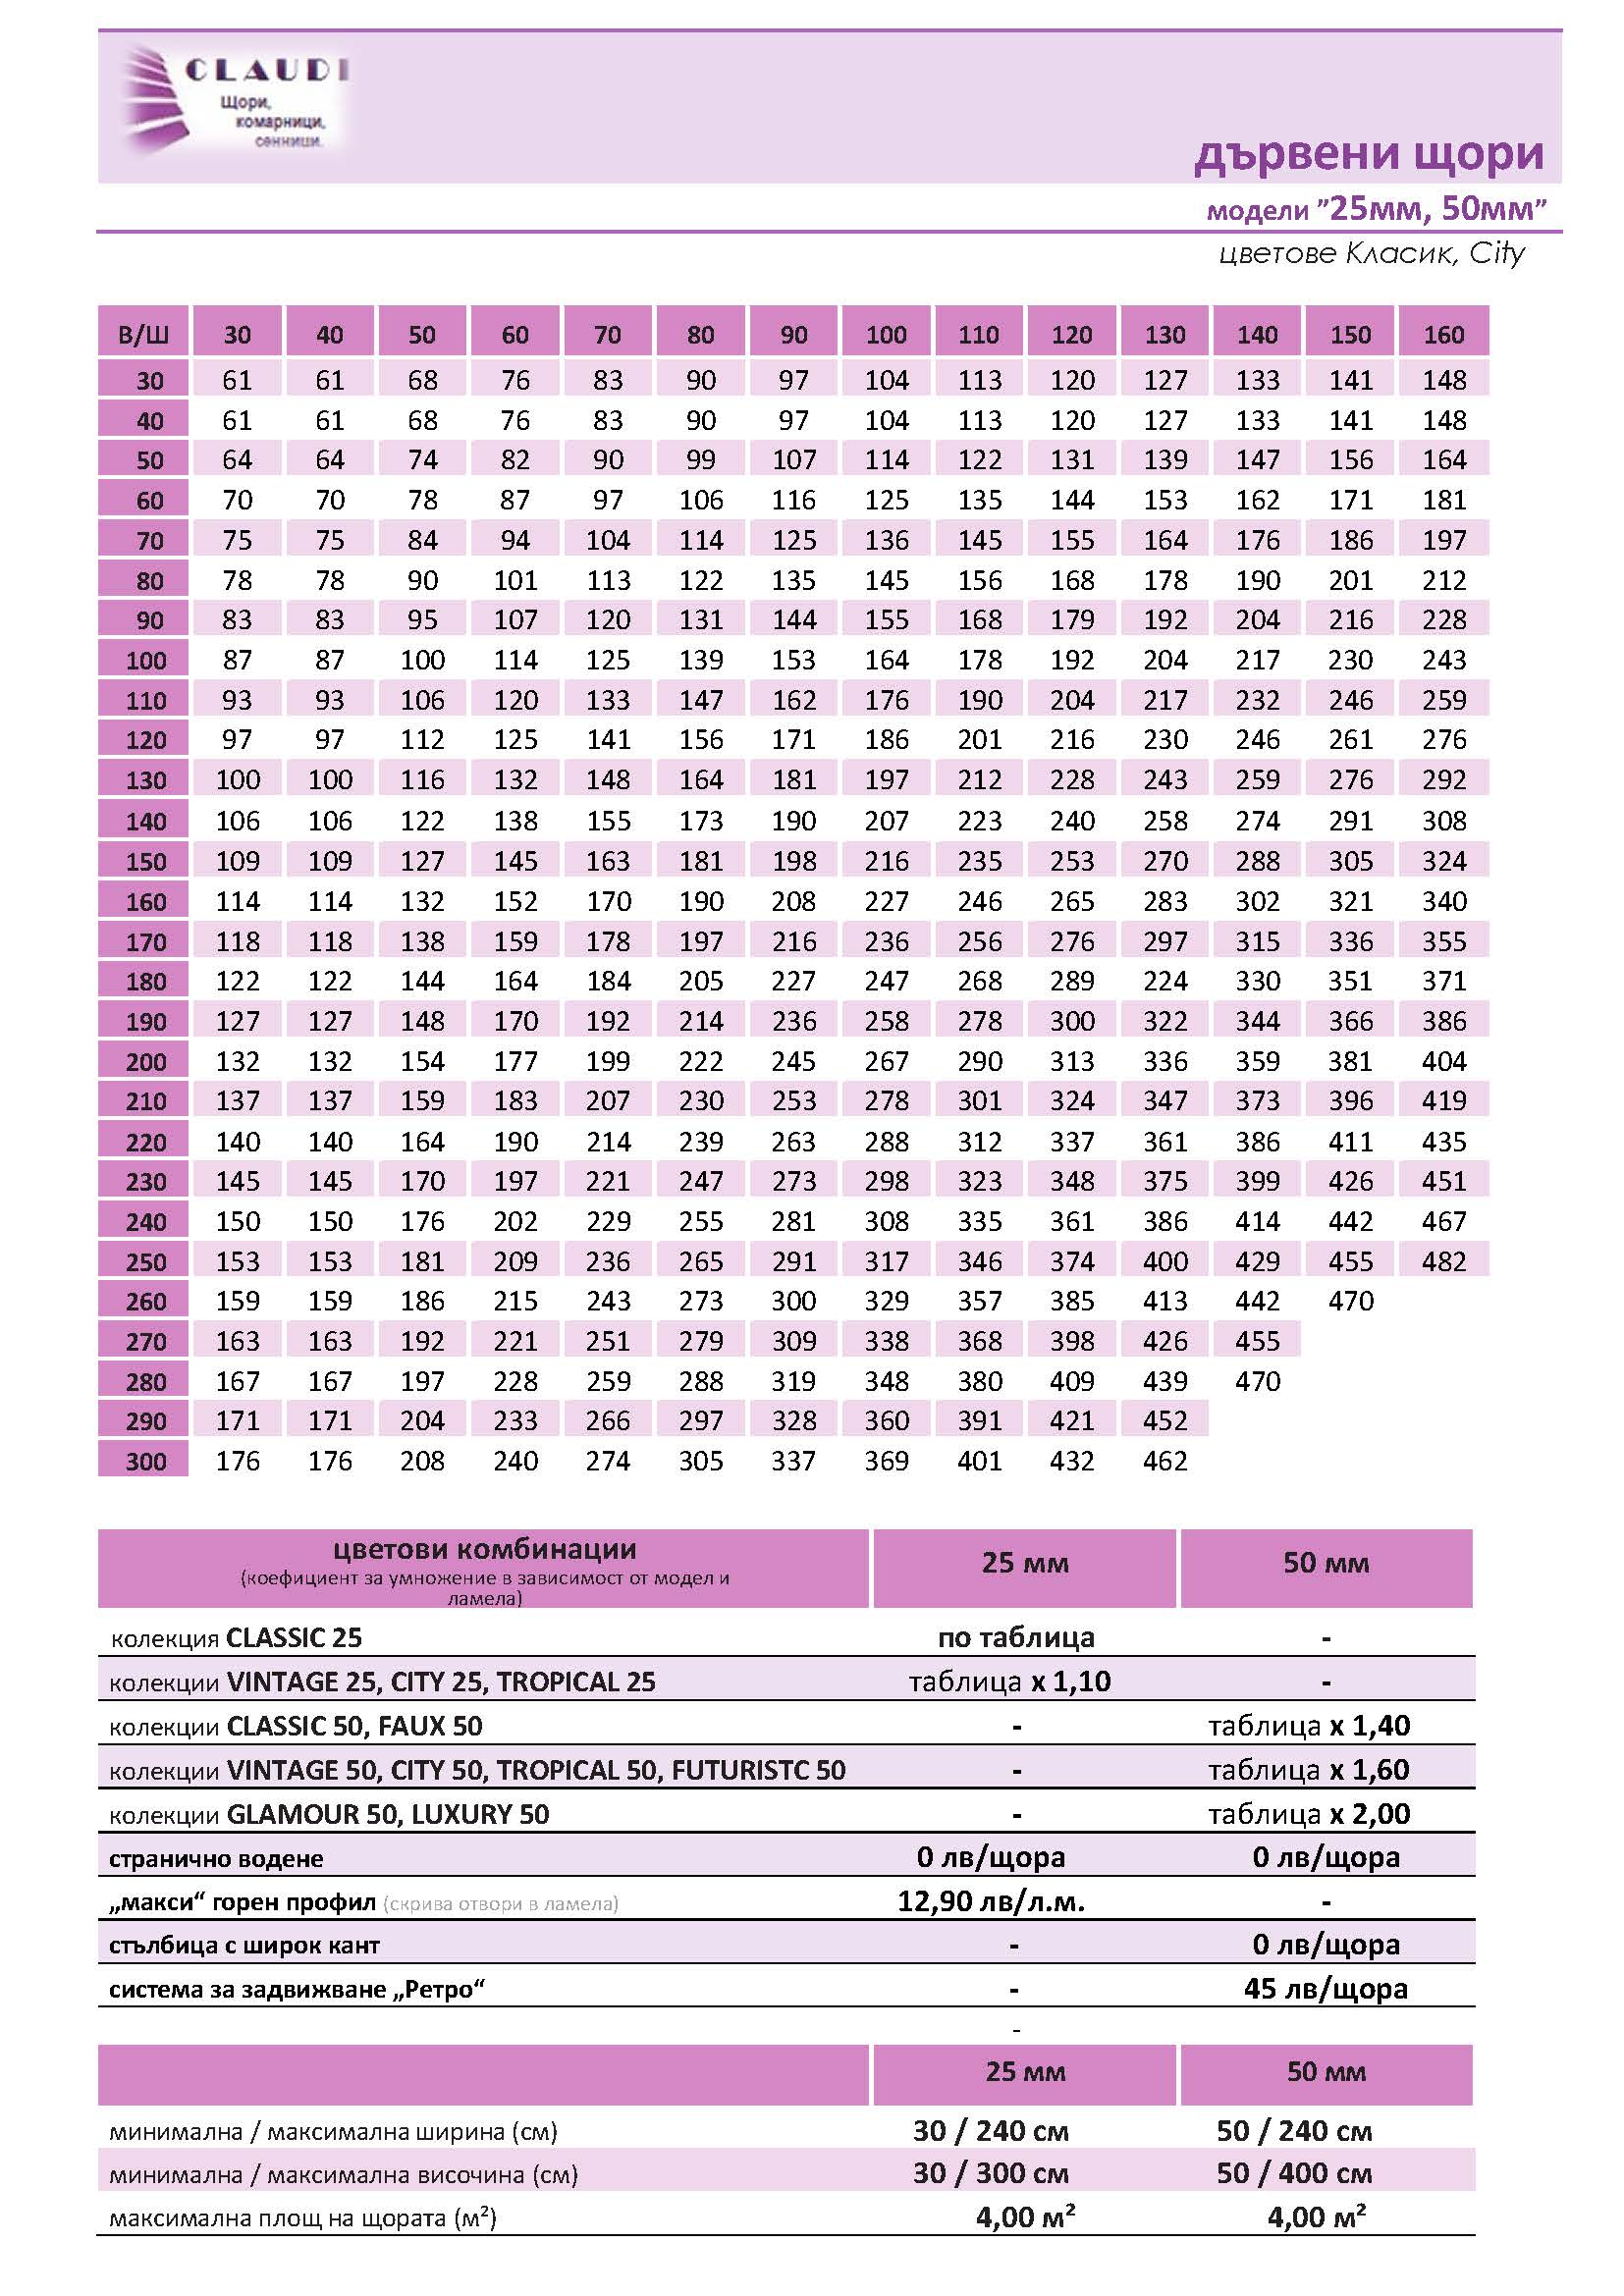 CLAUDI
Щори,
комарници,
сенници.
дървени щори
модели ”25мм, 50мм”
цветове Класик, City
В/Ш 30 40 50 60 70 80 90 100 110 120 130 140 150 160
30 61 61 68 76 83 90 97 104 113 120 127 133 141 148
40 61 61 68 76 83 90 97 104 113 120 127 133 141 148
50 64 64 74 82 90 99 107 114 122 131 139 147 156 164
60 70 70 78 87 97 106 116 125 135 144 153 162 171 181
70 75 75 84 94 104 114 125 136 145 155 164 176 186 197
80 78 78 90 101 113 122 135 145 156 168 178 190 201 212
90 83 83 95 107 120 131 144 155 168 179 192 204 216 228
100 87 87 100 114 125 139 153 164 178 192 204 217 230 243
110 93 93 106 120 133 147 162 176 190 204 217 232 246 259
120 97 97 112 125 141 156 171 186 201 216 230 246 261 276
130 100 100 116 132 148 164 181 197 212 228 243 259 276 292
140 106 106 122 138 155 173 190 207 223 240 258 274 291 308
150 109 109 127 145 163 181 198 216 235 253 270 288 305 324
160 114 114 132 152 170 190 208 227 246 265 283 302 321 340
170 118 118 138 159 178 197 216 236 256 276 297 315 336 355
180 122 122 144 164 184 205 227 247 268 289 224 330 351 371
190 127 127 148 170 192 214 236 258 278 300 322 344 366 386
200 132 132 154 177 199 222 245 267 290 313 336 359 381 404
210 137 137 159 183 207 230 253 278 301 324 347 373 396 419
220 140 140 164 190 214 239 263 288 312 337 361 386 411 435
230 145 145 170 197 221 247 273 298 323 348 375 399 426 451
240 150 150 176 202 229 255 281 308 335 361 386 414 442 467
250 153 153 181 209 236 265 291 317 346 374 400 429 455 482
260 159 159 186 215 243 273 300 329 357 385 413 442 470
270 163 163 192 221 251 279 309 338 368 398 426 455
280 167 167 197 228 259 288 319 348 380 409 439 470
290 171 171 204 233 266 297 328 360 391 421 452
300 176 176 208 240 274 305 337 369 401 432 462
цветови комбинации 25 мм 50 мм
(коефициент за умножение в зависимост от модел и
ламела)
колекция CLASSIC 25 по таблица -
колекции VINTAGE 25, CITY 25, TROPICAL 25 таблица x 1,10 -
колекции CLASSIC 50, FAUX 50 - таблица x 1,40
колекции VINTAGE 50, CITY 50, TROPICAL 50, FUTURISTC 50 - таблица x 1,60
колекции GLAMOUR 50, LUXURY 50 - таблица x 2,00
странично водене 0 лв/щора 0 лв/щора
„макси“ горен профил (скрива отвори в ламела) 12,90 лв/л.м. -
стълбица с широк кант - 0 лв/щора
система за задвижване „Ретро“ - 45 лв/щора
-
25 мм 50 мм
минимална / максимална ширина (см) 30 / 240 см 50 / 240 см
минимална / максимална височина (см) 30 / 300 см 50 / 400 см
максимална площ на щората (м²) 4,00 м² 4,00 м²